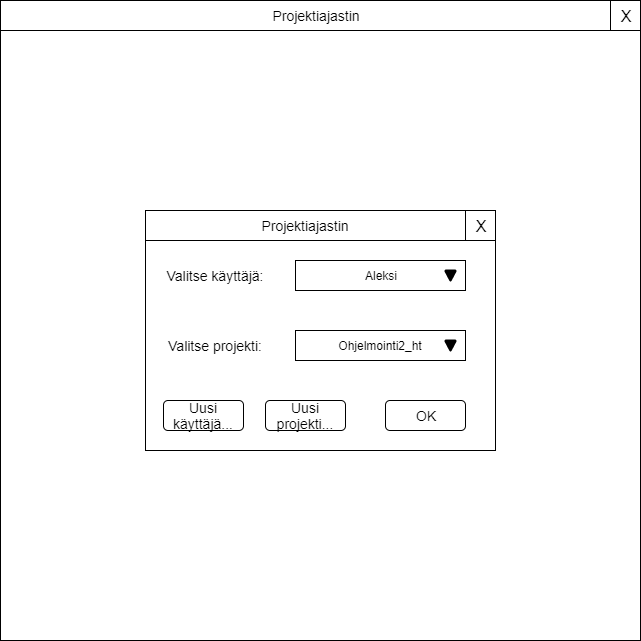 Projektiajastin X
Projektiajastin X
Valitse käyttäjä: Aleksi
Valitse projekti: Ohjelmointi2_ht
Uusi
käyttäjä...
Uusi
projekti...
OK